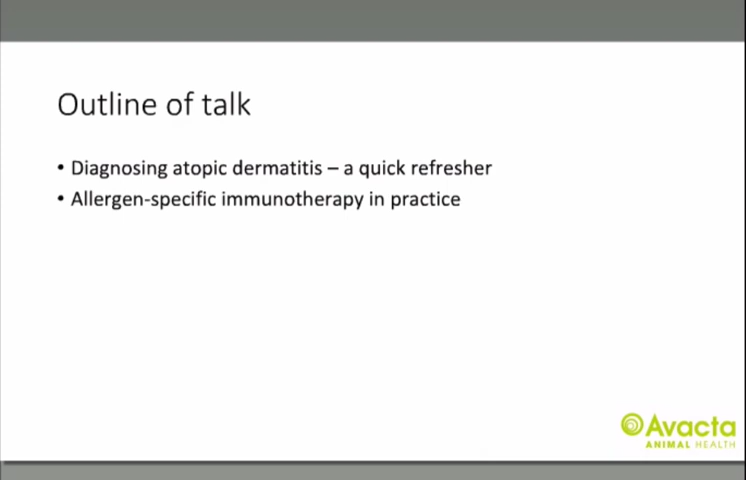 Outline of talk
• Diagnosing atopic dermatitis – a quick refresher
• Allergen-specific immunotherapy in practice
Avacta
ANIMAL HEALTH